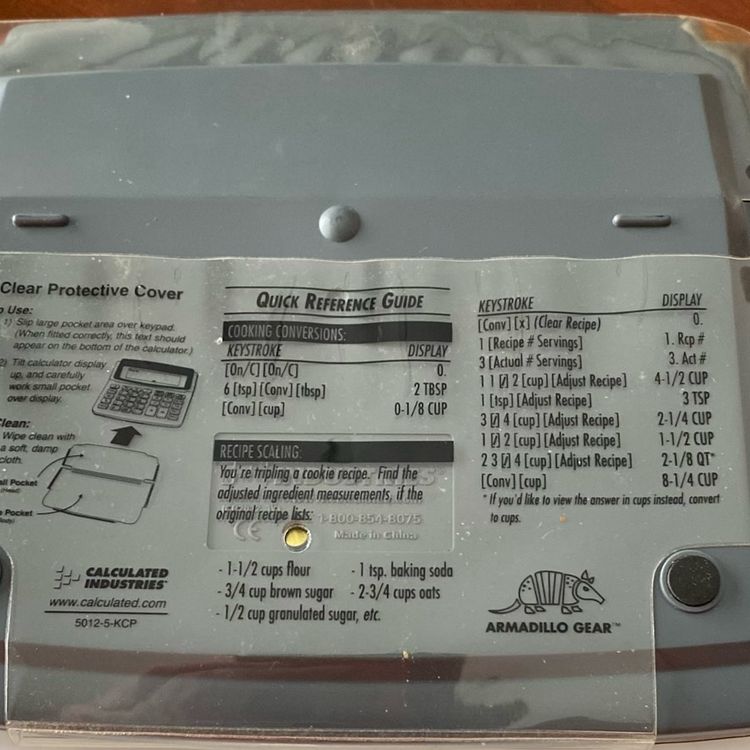 Clear Protective Cover
Use:
1) Slip large pocket area over keypad.
(When fitted correctly, this text should
appear on the bottom of the calculator.)
2) Tilt calculator display
up, and carefully
work small pocket
over display.
Clean:
Wipe clean with
a soft, damp
cloth.
Pocket
(Head)
Pocket
CALCULATED
INDUSTRIES
www.calculated.com
5012-5-KCP
QUICK REFERENCE GUIDE
COOKING CONVERSIONS:
KEYSTROKE DISPLAY
[On/C] [On/C] 0.
6 [tsp] [Conv] [tbsp] 2 TBSP
[Conv] [cup] 0-1/8 CUP
RECIPE SCALING:
You're tripling a cookie recipe. Find the
adjusted ingredient measurements, if the
original recipe lists:
1-800-854-8075
CE
Made in China
- 1-1/2 cups flour - 1 tsp. baking soda
- 3/4 cup brown sugar - 2-3/4 cups oats
- 1/2 cup granulated sugar, etc.
KEYSTROKE DISPLAY
[Conv] [x] (Clear Recipe) 0.
1 [Recipe # Servings] 1. Rcp #
3 [Actual # Servings] 3. Act #
1 1 [/] 2 [cup] [Adjust Recipe] 4-1/2 CUP
1 [tsp] [Adjust Recipe] 3 TSP
3 [/] 4 [cup] [Adjust Recipe] 2-1/4 CUP
1 [/] 2 [cup] [Adjust Recipe] 1-1/2 CUP
2 3 [/] 4 [cup] [Adjust Recipe] 2-1/8 QT*
[Conv] [cup] 8-1/4 CUP
* If you'd like to view the answer in cups instead, convert
to cups.
ARMADILLO GEAR™